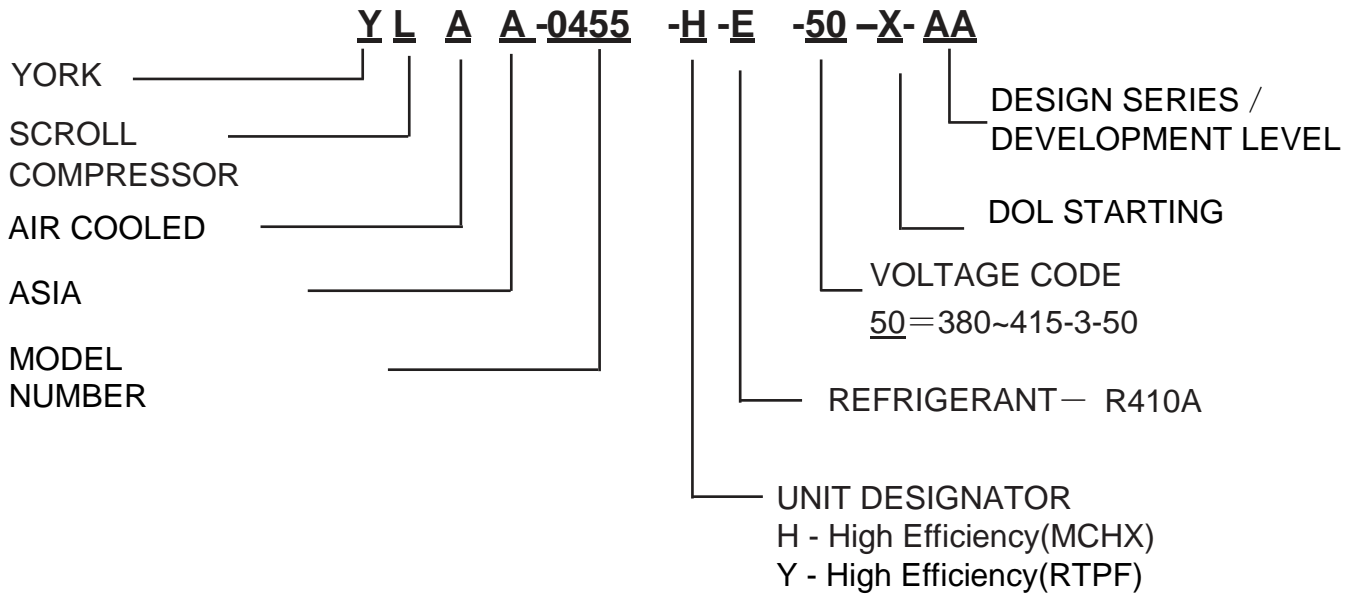 Y L A A -0455 -H -E -50 –X- AA
YORK
SCROLL
COMPRESSOR
AIR COOLED
ASIA
MODEL
NUMBER
DESIGN SERIES /
DEVELOPMENT LEVEL
DOL STARTING
VOLTAGE CODE
50=380~415-3-50
REFRIGERANT— R410A
UNIT DESIGNATOR
H - High Efficiency(MCHX)
Y - High Efficiency(RTPF)